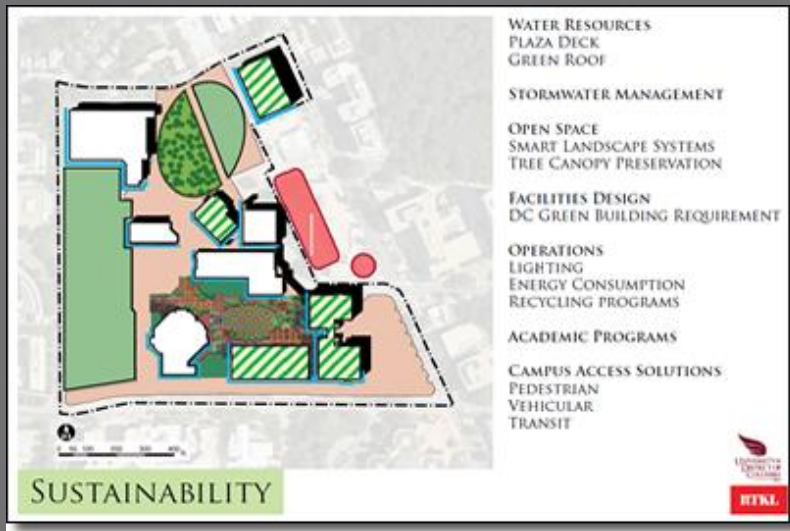 WATER RESOURCES
PLAZA DECK
GREEN ROOF
STORMWATER MANAGEMENT
OPEN SPACE
SMART LANDSCAPE SYSTEMS
TREE CANOPY PRESERVATION
FACILITIES DESIGN
DC GREEN BUILDING REQUIREMENT
OPERATIONS
LIGHTING
ENERGY CONSUMPTION
RECYCLING PROGRAMS
ACADEMIC PROGRAMS
CAMPUS ACCESS SOLUTIONS
PEDESTRIAN
VEHICULAR
TRANSIT
SUSTAINABILITY
RTKL